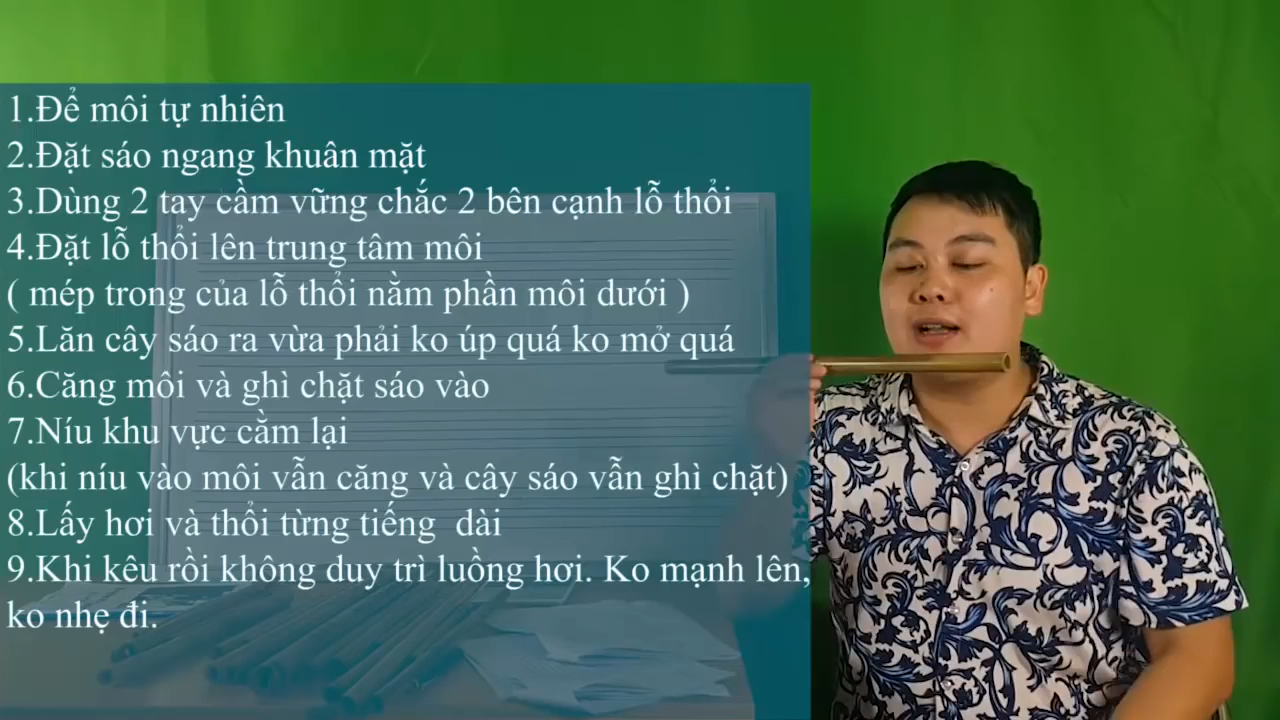 1.Để môi tự nhiên
2.Đặt sáo ngang khuân mặt
3.Dùng 2 tay cầm vững chắc 2 bên cạnh lỗ thổi
4.Đặt lỗ thổi lên trung tâm môi
( mép trong của lỗ thổi nằm phần môi dưới )
5.Lăn cây sáo ra vừa phải ko úp quá ko mở quá
6.Căng môi và ghì chặt sáo vào
7.Níu khu vực cằm lại
(khi níu vào môi vẫn căng và cây sáo vẫn ghì chặt)
8.Lấy hơi và thổi từng tiếng  dài
9.Khi kêu rồi không duy trì luồng hơi. Ko mạnh lên,
ko nhẹ đi.